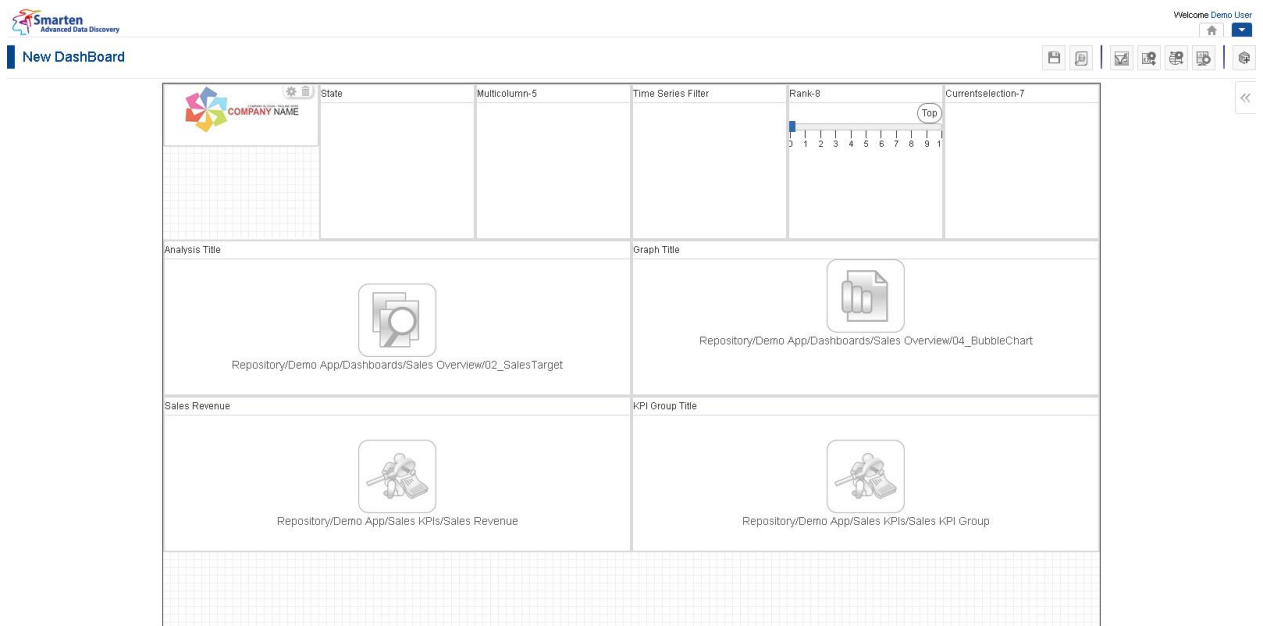 Smarten
Advanced Data Discovery
Welcome Demo User
New DashBoard
COMPANY NAME
State
Multicolumn-5
Time Series Filter
Rank-8
Currentselection-7
Top
0 1 2 3 4 5 6 7 8 9 1
Analysis Title
Graph Title
Repository/Demo App/Dashboards/Sales Overview/02_SalesTarget
Repository/Demo App/Dashboards/Sales Overview/04_BubbleChart
Sales Revenue
KPI Group Title
Repository/Demo App/Sales KPIs/Sales Revenue
Repository/Demo App/Sales KPIs/Sales KPI Group